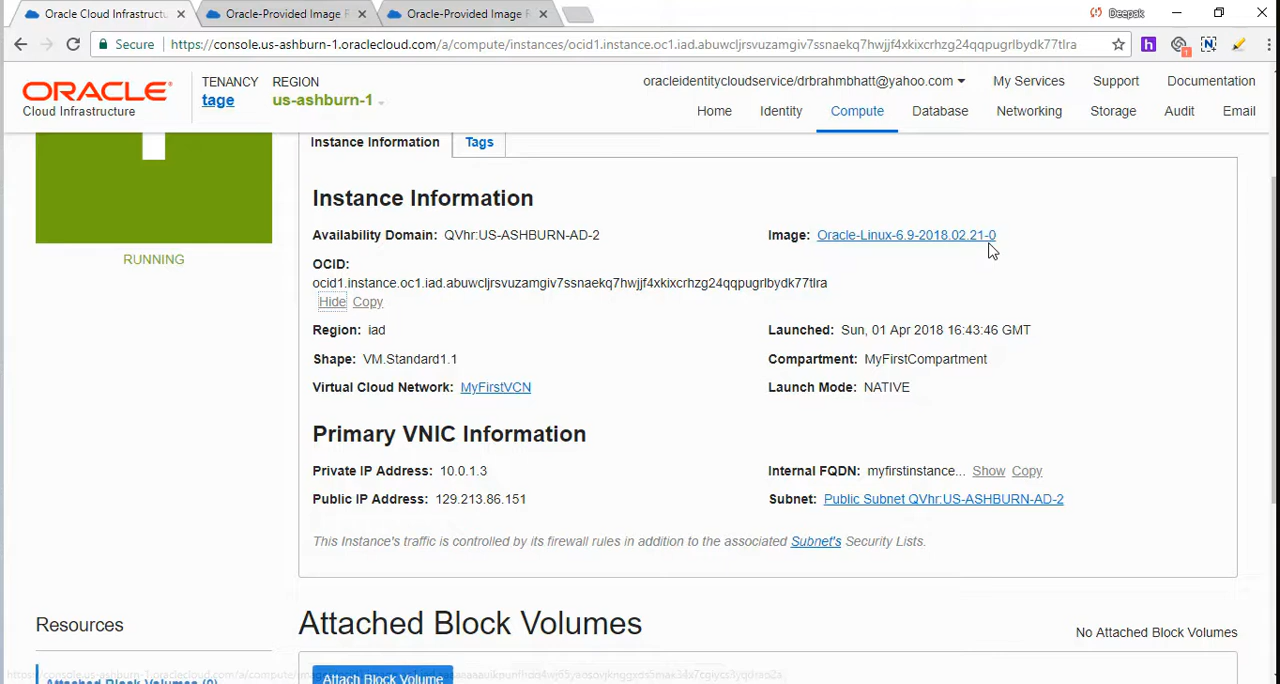 Oracle Cloud Infrastructu
Oracle-Provided Image F
Oracle-Provided Image F
Deepak
Secure
https://console.us-ashburn-1.oraclecloud.com/a/compute/instances/ocid1.instance.oc1.iad.abuwcljrsvuzamgiv7ssnaekq7hwjjf4xkixcrhzg24qqpugrlbydk77tlra
ORACLE
Cloud Infrastructure
TENANCY
tage
REGION
us-ashburn-1
oracleidentitycloudservice/drbrahmbhatt@yahoo.com
My Services
Support
Documentation
Home
Identity
Compute
Database
Networking
Storage
Audit
Email
Instance Information
Tags
RUNNING
Instance Information
Availability Domain: QVhr:US-ASHBURN-AD-2
Image: Oracle-Linux-6.9-2018.02.21-0
OCID:
ocid1.instance.oc1.iad.abuwcljrsvuzamgiv7ssnaekq7hwjjf4xkixcrhzg24qqpugrlbydk77tlra
Hide Copy
Region: iad
Launched: Sun, 01 Apr 2018 16:43:46 GMT
Shape: VM.Standard1.1
Compartment: MyFirstCompartment
Virtual Cloud Network: MyFirstVCN
Launch Mode: NATIVE
Primary VNIC Information
Private IP Address: 10.0.1.3
Internal FQDN: myfirstinstance... Show Copy
Public IP Address: 129.213.86.151
Subnet: Public Subnet QVhr:US-ASHBURN-AD-2
This Instance's traffic is controlled by its firewall rules in addition to the associated Subnet's Security Lists.
Resources
Attached Block Volumes
No Attached Block Volumes
Attached Block Volumes (0)
Attach Block Volume